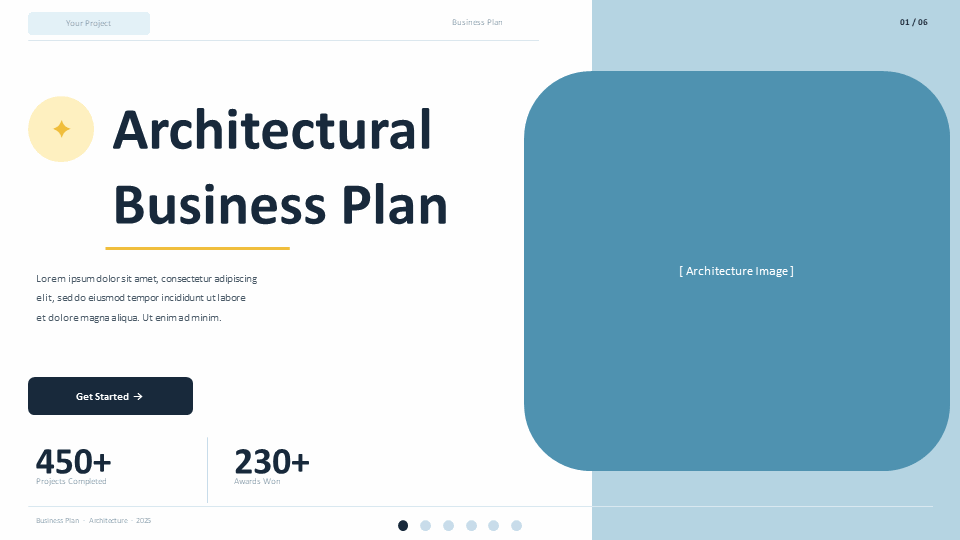 Your Project
Business Plan
01 / 06
Architectural
Business Plan
Lorem ipsum dolor sit amet, consectetur adipiscing
elit, sed do eiusmod tempor incididunt ut labore
et dolore magna aliqua. Ut enim ad minim.
[ Architecture Image ]
Get Started →
450+
Projects Completed
230+
Awards Won
Business Plan · Architecture · 2025